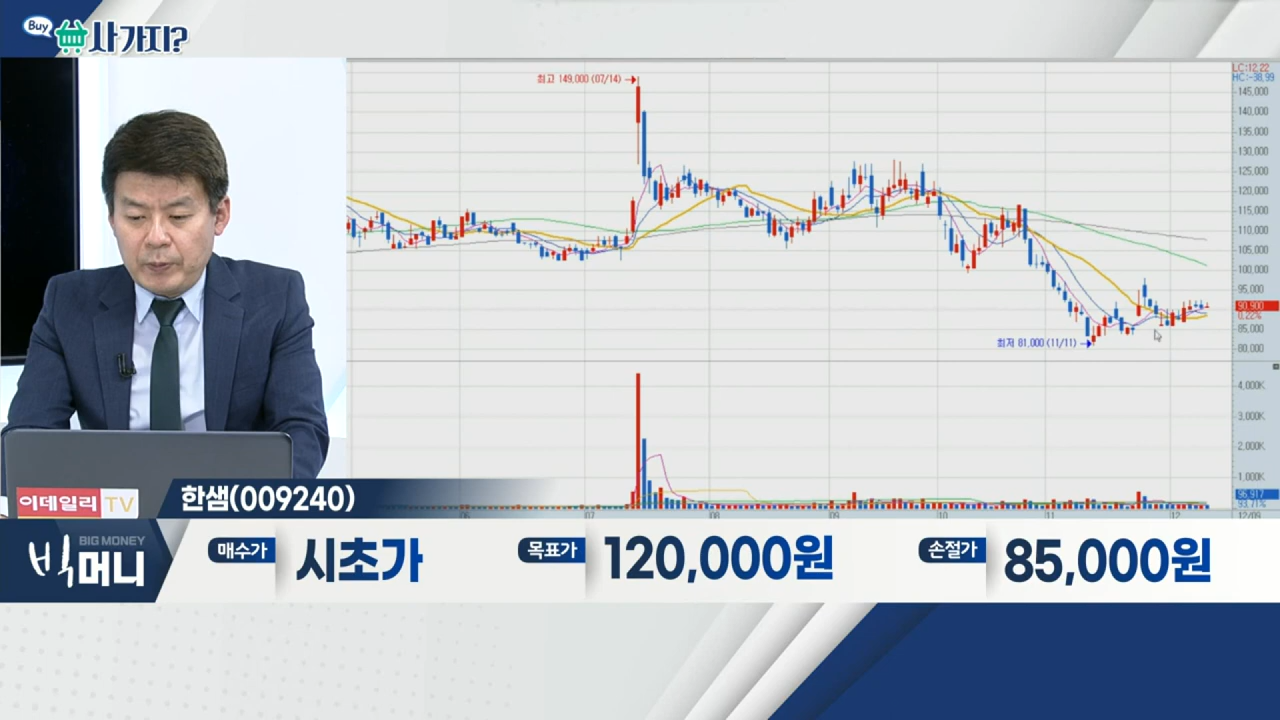 Buy
사가지?
최고 149,000 (07/14)
LC:12.22
HC:-38.99
145,000
140,000
135,000
130,000
125,000
120,000
115,000
110,000
105,000
100,000
95,000
90,900
0.22%
85,000
80,000
최저 81,000 (11/11)
4,000K
3,000K
2,000K
1,000K
96,917
93.71%
06
07
08
09
10
11
12
12/09
이데일리 TV
한샘(009240)
BIG MONEY
빅머니
매수가
시초가
목표가
120,000원
손절가
85,000원